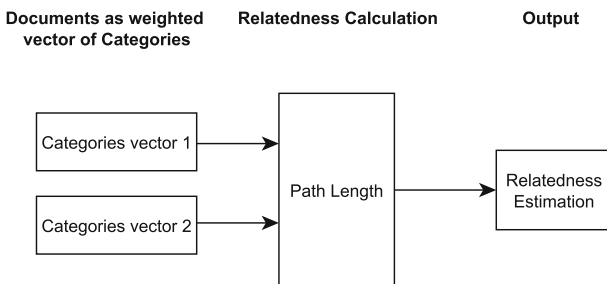 Documents as weighted
vector of Categories
Relatedness Calculation
Output
Categories vector 1
Categories vector 2
Path Length
Relatedness
Estimation